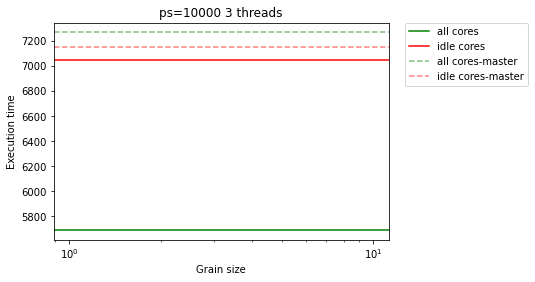 ps=10000 3 threads
7200
7000
6800
6600
6400
6200
6000
5800
Execution time
10⁰
10¹
Grain size
all cores
idle cores
all cores-master
idle cores-master